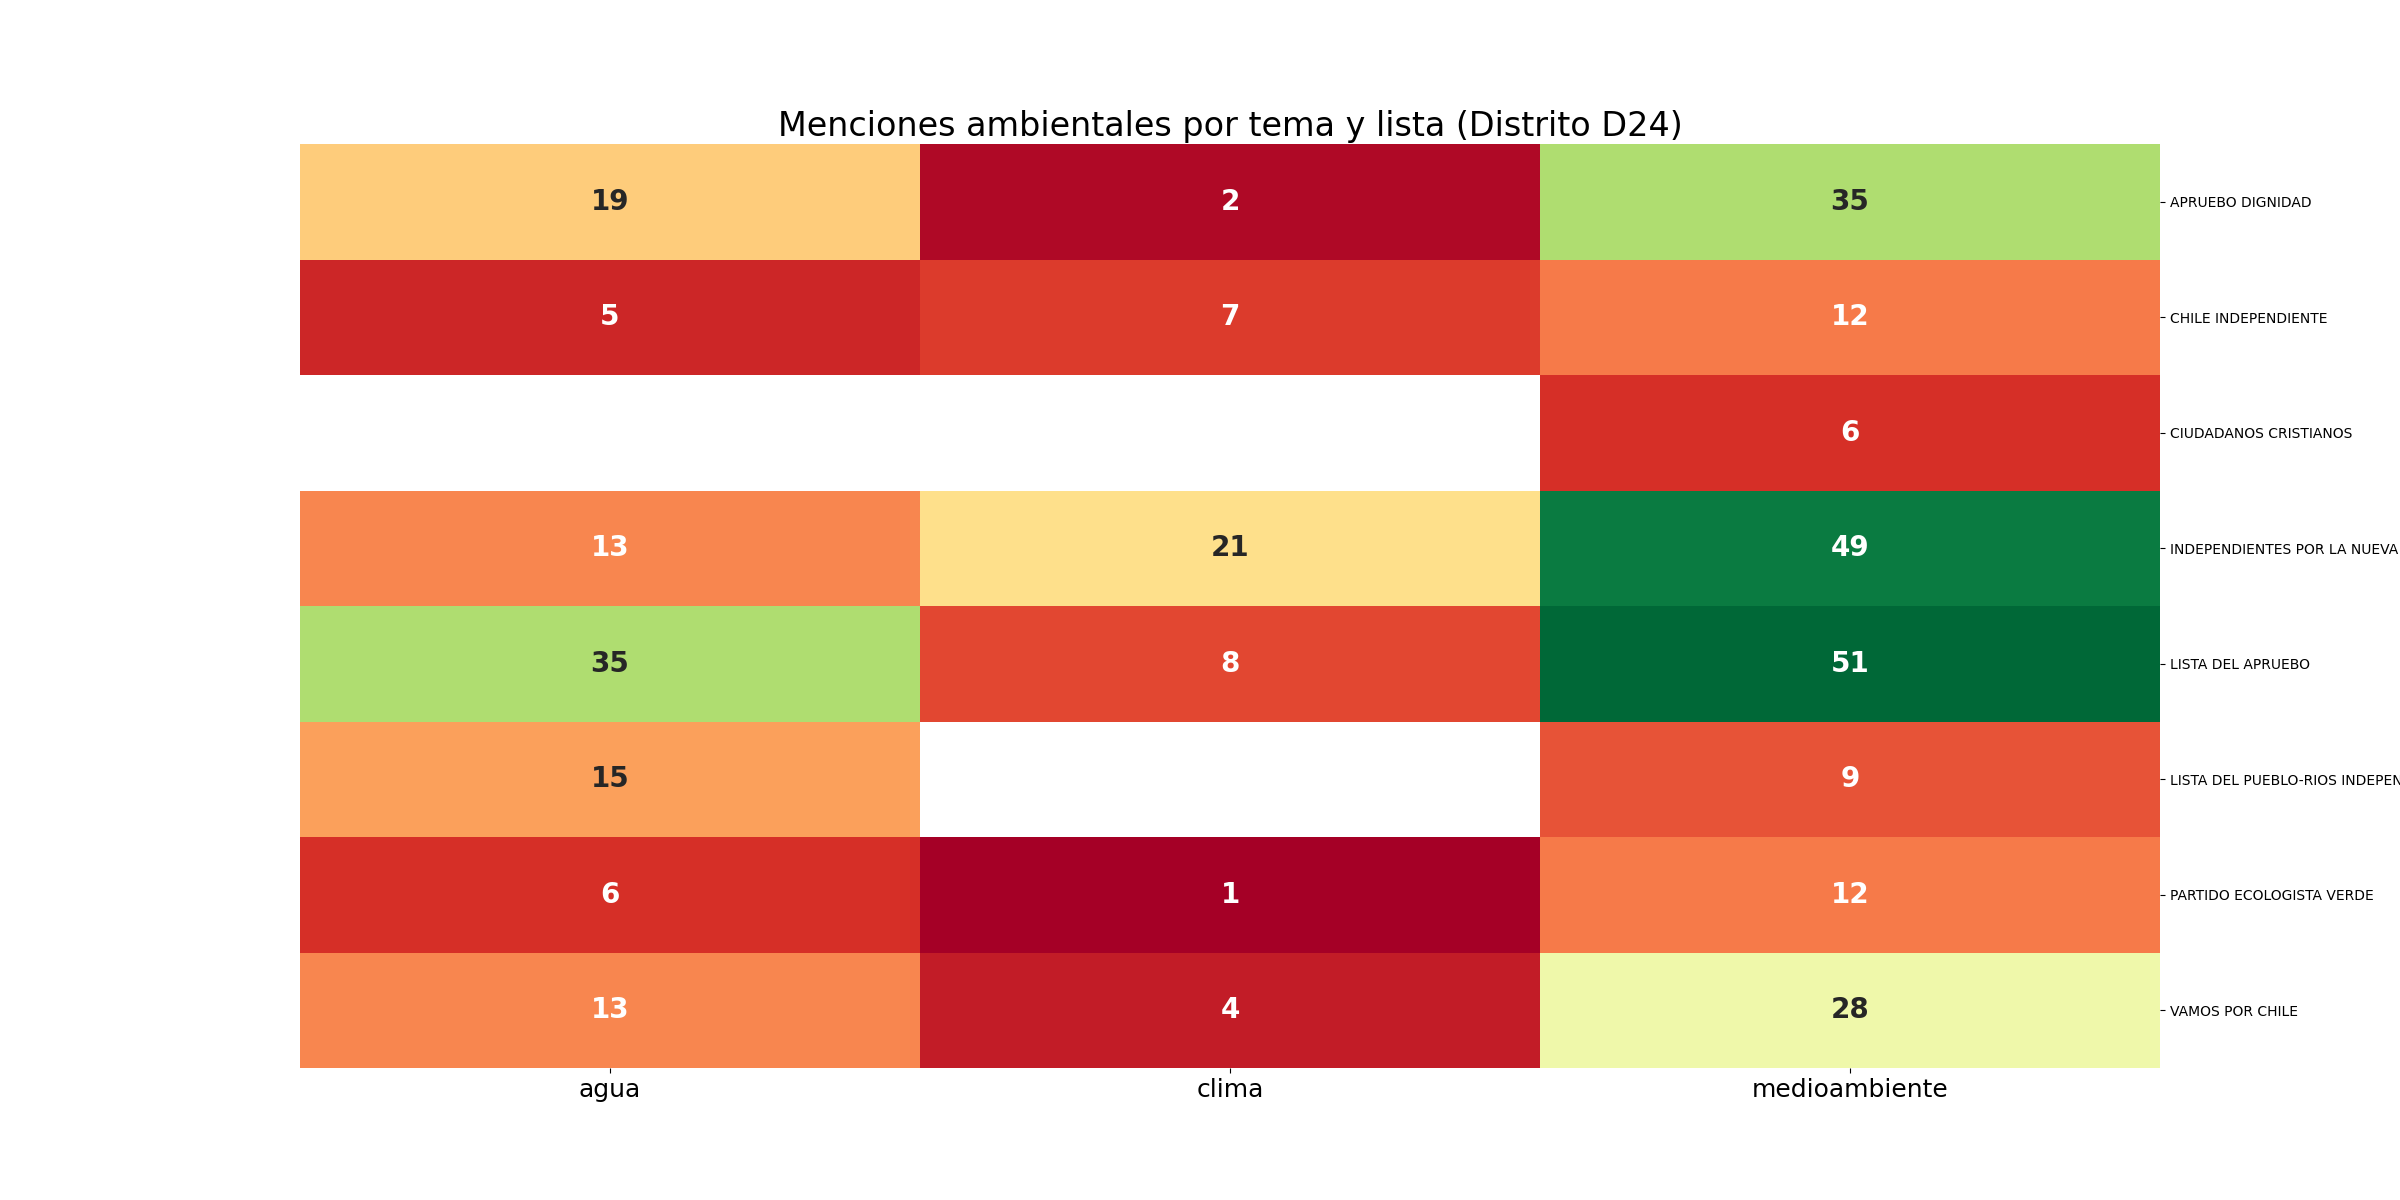 Menciones ambientales por tema y lista (Distrito D24)
19 2 35 APRUEBO DIGNIDAD
5 7 12 CHILE INDEPENDIENTE
6 CIUDADANOS CRISTIANOS
13 21 49 INDEPENDIENTES POR LA NUEVA
35 8 51 LISTA DEL APRUEBO
15 9 LISTA DEL PUEBLO-RIOS INDEPEN
6 1 12 PARTIDO ECOLOGISTA VERDE
13 4 28 VAMOS POR CHILE
agua clima medioambiente